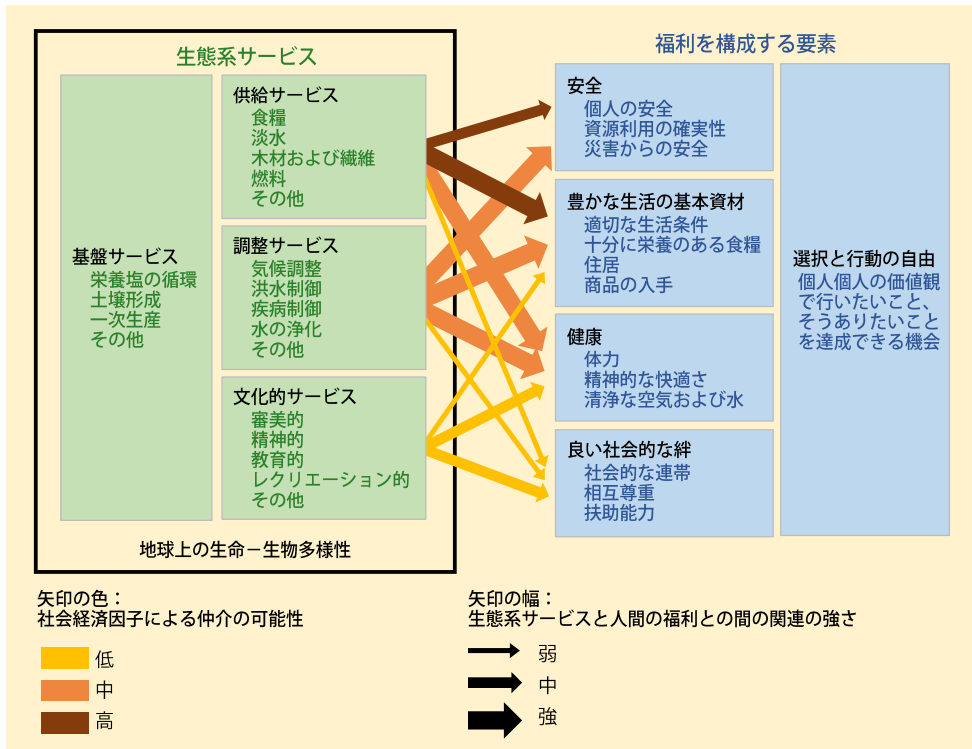 生態系サービス
基盤サービス
栄養塩の循環
土壌形成
一次生産
その他
供給サービス
食糧
淡水
木材および繊維
燃料
その他
調整サービス
気候調整
洪水制御
疾病制御
水の浄化
その他
文化的サービス
審美的
精神的
教育的
レクリエーション的
その他
地球上の生命－生物多様性
福利を構成する要素
安全
個人の安全
資源利用の確実性
災害からの安全
豊かな生活の基本資材
適切な生活条件
十分に栄養のある食糧
住居
商品の入手
健康
体力
精神的な快適さ
清浄な空気および水
良い社会的な絆
社会的な連帯
相互尊重
扶助能力
選択と行動の自由
個人個人の価値観
で行いたいこと、
そうありたいこと
を達成できる機会
矢印の色：
社会経済因子による仲介の可能性
低
中
高
矢印の幅：
生態系サービスと人間の福利との間の関連の強さ
弱
中
強